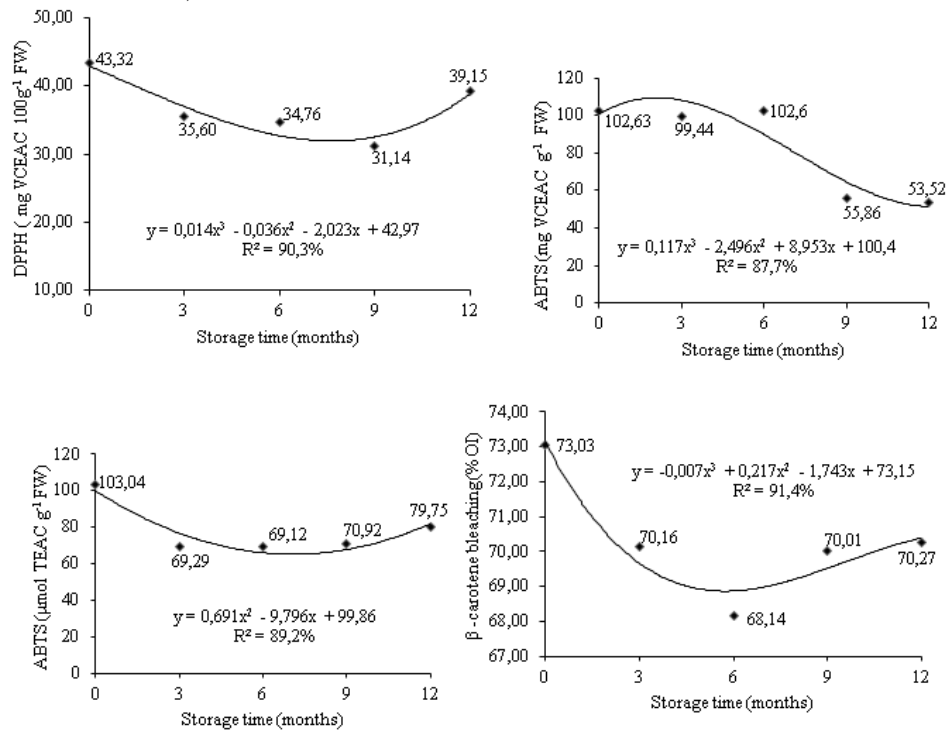 50,00
40,00
30,00
20,00
10,00
DPPH ( mg VCEAC 100g⁻¹ FW)
43,32
35,60
34,76
31,14
39,15
y = 0,014x³ - 0,036x² - 2,023x + 42,97
R² = 90,3%
0 3 6 9 12
Storage time (months)
120
100
80
60
40
20
0
ABTS (mg VCEAC g⁻¹ FW)
102,63
99,44
102,6
55,86
53,52
y = 0,117x³ - 2,496x² + 8,953x + 100,4
R² = 87,7%
0 3 6 9 12
Storage time (months)
120
100
80
60
40
20
0
ABTS (µmol TEAC g⁻¹ FW)
103,04
69,29
69,12
70,92
79,75
y = 0,691x² - 9,796x + 99,86
R² = 89,2%
0 3 6 9 12
Storage time (months)
74,00
73,00
72,00
71,00
70,00
69,00
68,00
67,00
β -carotene bleaching(% OI)
73,03
70,16
68,14
70,01
70,27
y = -0,007x³ + 0,217x² - 1,743x + 73,15
R² = 91,4%
0 3 6 9 12
Storage time (months)